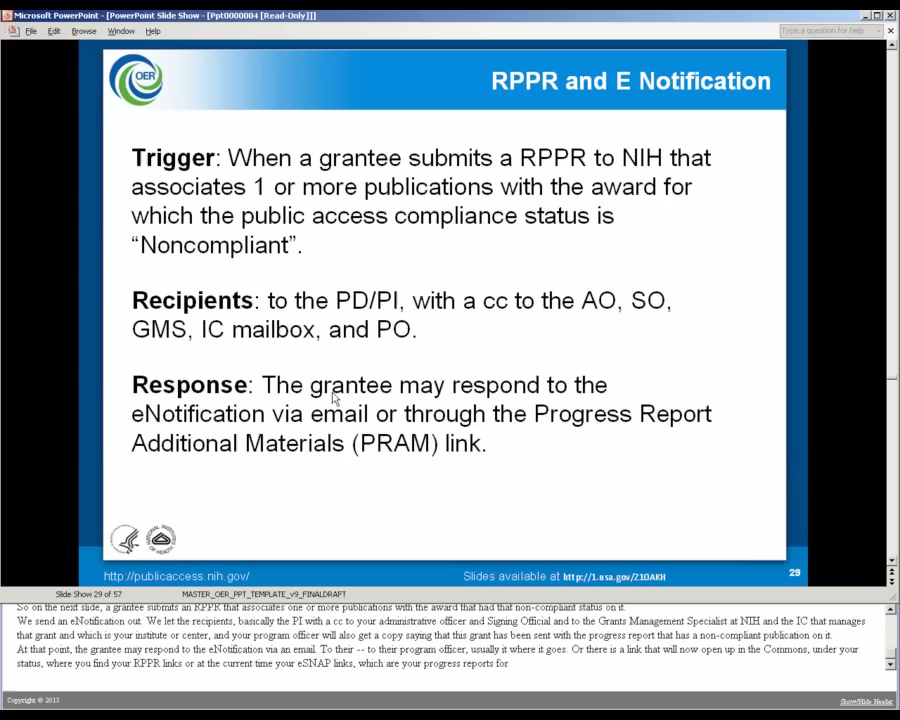 Microsoft PowerPoint - [PowerPoint Slide Show - [Ppt0000004 [Read-Only]]]
File Edit Browse Window Help
Type a question for help
OER
RPPR and E Notification
Trigger: When a grantee submits a RPPR to NIH that
associates 1 or more publications with the award for
which the public access compliance status is
“Noncompliant”.
Recipients: to the PD/PI, with a cc to the AO, SO,
GMS, IC mailbox, and PO.
Response: The grantee may respond to the
eNotification via email or through the Progress Report
Additional Materials (PRAM) link.
NATIONAL INSTITUTES OF HEALTH
http://publicaccess.nih.gov/
Slides available at http://1.usa.gov/Z1OAKH
29
Slide Show 29 of 57
MASTER_OER_PPT_TEMPLATE_v9_FINALDRAFT
So on the next slide, a grantee submits an RPPR that associates one or more publications with the award that had that non-compliant status on it.
We send an eNotification out. We let the recipients, basically the PI with a cc to your administrative officer and Signing Official and to the Grants Management Specialist at NIH and the IC that manages
that grant and which is your institute or center, and your program officer will also get a copy saying that this grant has been sent with the progress report that has a non-compliant publication on it.
At that point, the grantee may respond to the eNotification via an email. To their -- to their program officer, usually it where it goes. Or there is a link that will now open up in the Commons, under your
status, where you find your RPPR links or at the current time your eSNAP links, which are your progress reports for
Copyright © 2013
Show/Hide Header